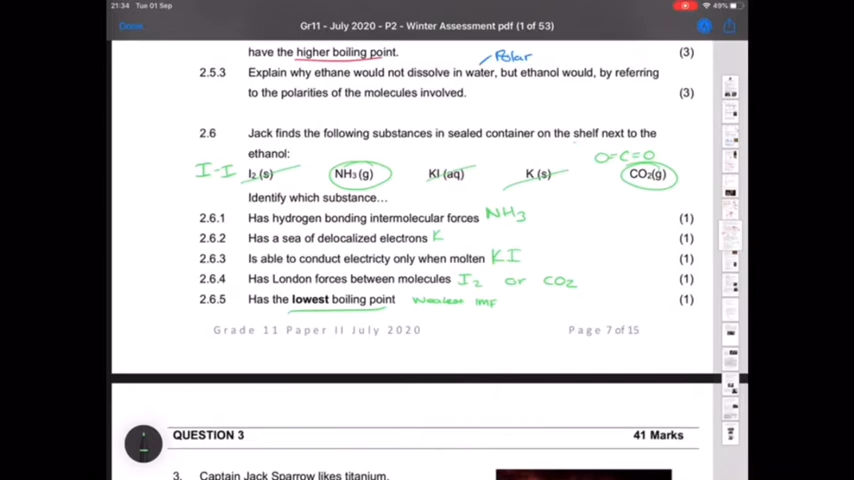 21:34 Tue 01 Sep
49%
Done
Gr11 - July 2020 - P2 - Winter Assessment pdf (1 of 53)
have the higher boiling point. (3)
Polar
2.5.3 Explain why ethane would not dissolve in water, but ethanol would, by referring
to the polarities of the molecules involved. (3)
2.6 Jack finds the following substances in sealed container on the shelf next to the
ethanol:
O=C=O
I-I I2 (s) NH3 (g) KI (aq) K (s) CO2(g)
Identify which substance…
2.6.1 Has hydrogen bonding intermolecular forces NH3 (1)
2.6.2 Has a sea of delocalized electrons K (1)
2.6.3 Is able to conduct electricty only when molten KI (1)
2.6.4 Has London forces between molecules I2 or CO2 (1)
2.6.5 Has the lowest boiling point weakest IMF (1)
Grade 11 Paper II July 2020 Page 7 of 15
QUESTION 3 41 Marks
3. Captain Jack Sparrow likes titanium.